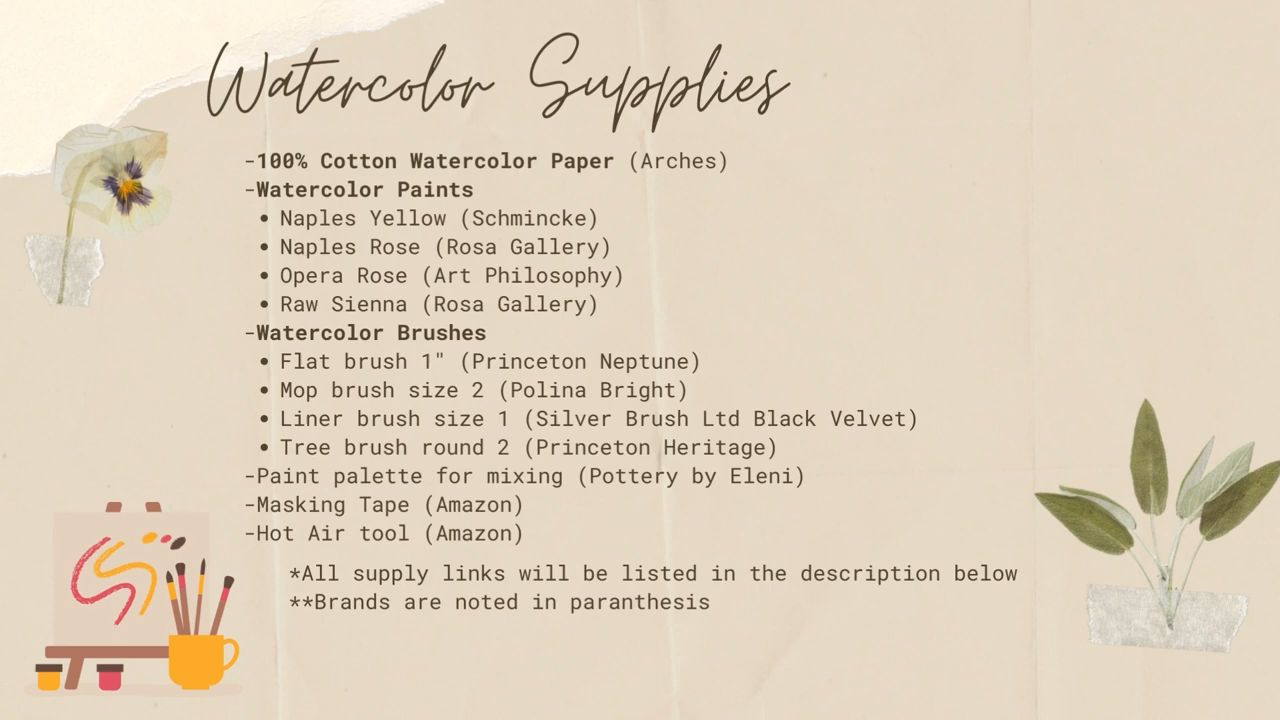 Watercolor Supplies
-100% Cotton Watercolor Paper (Arches)
-Watercolor Paints
• Naples Yellow (Schmincke)
• Naples Rose (Rosa Gallery)
• Opera Rose (Art Philosophy)
• Raw Sienna (Rosa Gallery)
-Watercolor Brushes
• Flat brush 1" (Princeton Neptune)
• Mop brush size 2 (Polina Bright)
• Liner brush size 1 (Silver Brush Ltd Black Velvet)
• Tree brush round 2 (Princeton Heritage)
-Paint palette for mixing (Pottery by Eleni)
-Masking Tape (Amazon)
-Hot Air tool (Amazon)
*All supply links will be listed in the description below
**Brands are noted in paranthesis